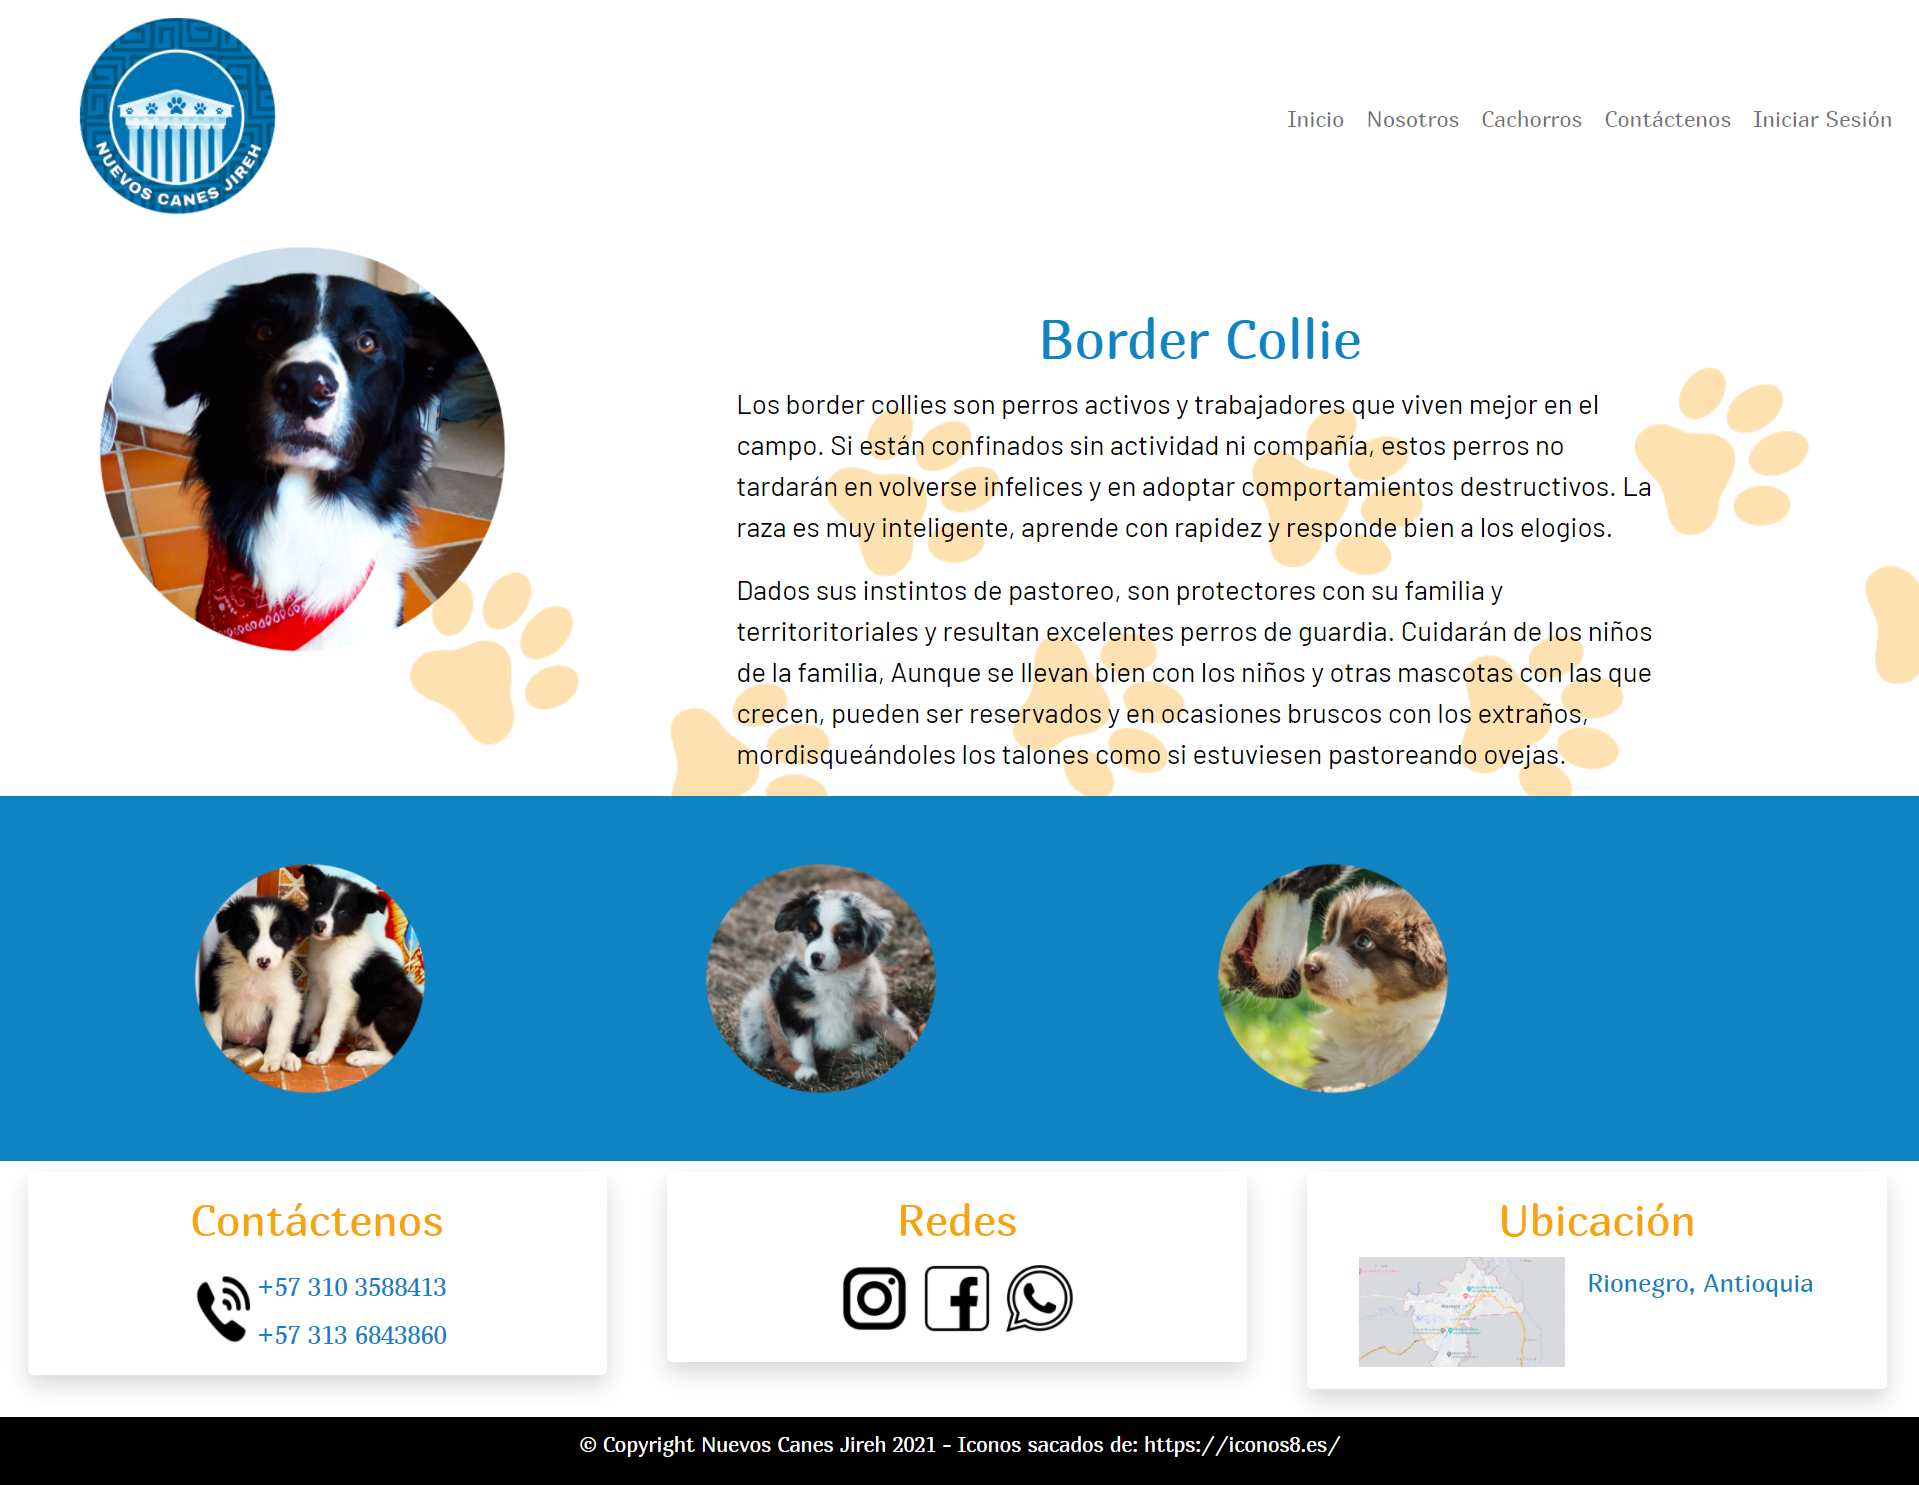 NUEVOS CANES JIREH
Inicio Nosotros Cachorros Contáctenos Iniciar Sesión
Border Collie
Los border collies son perros activos y trabajadores que viven mejor en el
campo. Si están confinados sin actividad ni compañía, estos perros no
tardarán en volverse infelices y en adoptar comportamientos destructivos. La
raza es muy inteligente, aprende con rapidez y responde bien a los elogios.
Dados sus instintos de pastoreo, son protectores con su familia y
territoritoriales y resultan excelentes perros de guardia. Cuidarán de los niños
de la familia, Aunque se llevan bien con los niños y otras mascotas con las que
crecen, pueden ser reservados y en ocasiones bruscos con los extraños,
mordisqueándoles los talones como si estuviesen pastoreando ovejas.
Contáctenos
+57 310 3588413
+57 313 6843860
Redes
Ubicación
Rionegro, Antioquia
© Copyright Nuevos Canes Jireh 2021 - Iconos sacados de: https://iconos8.es/